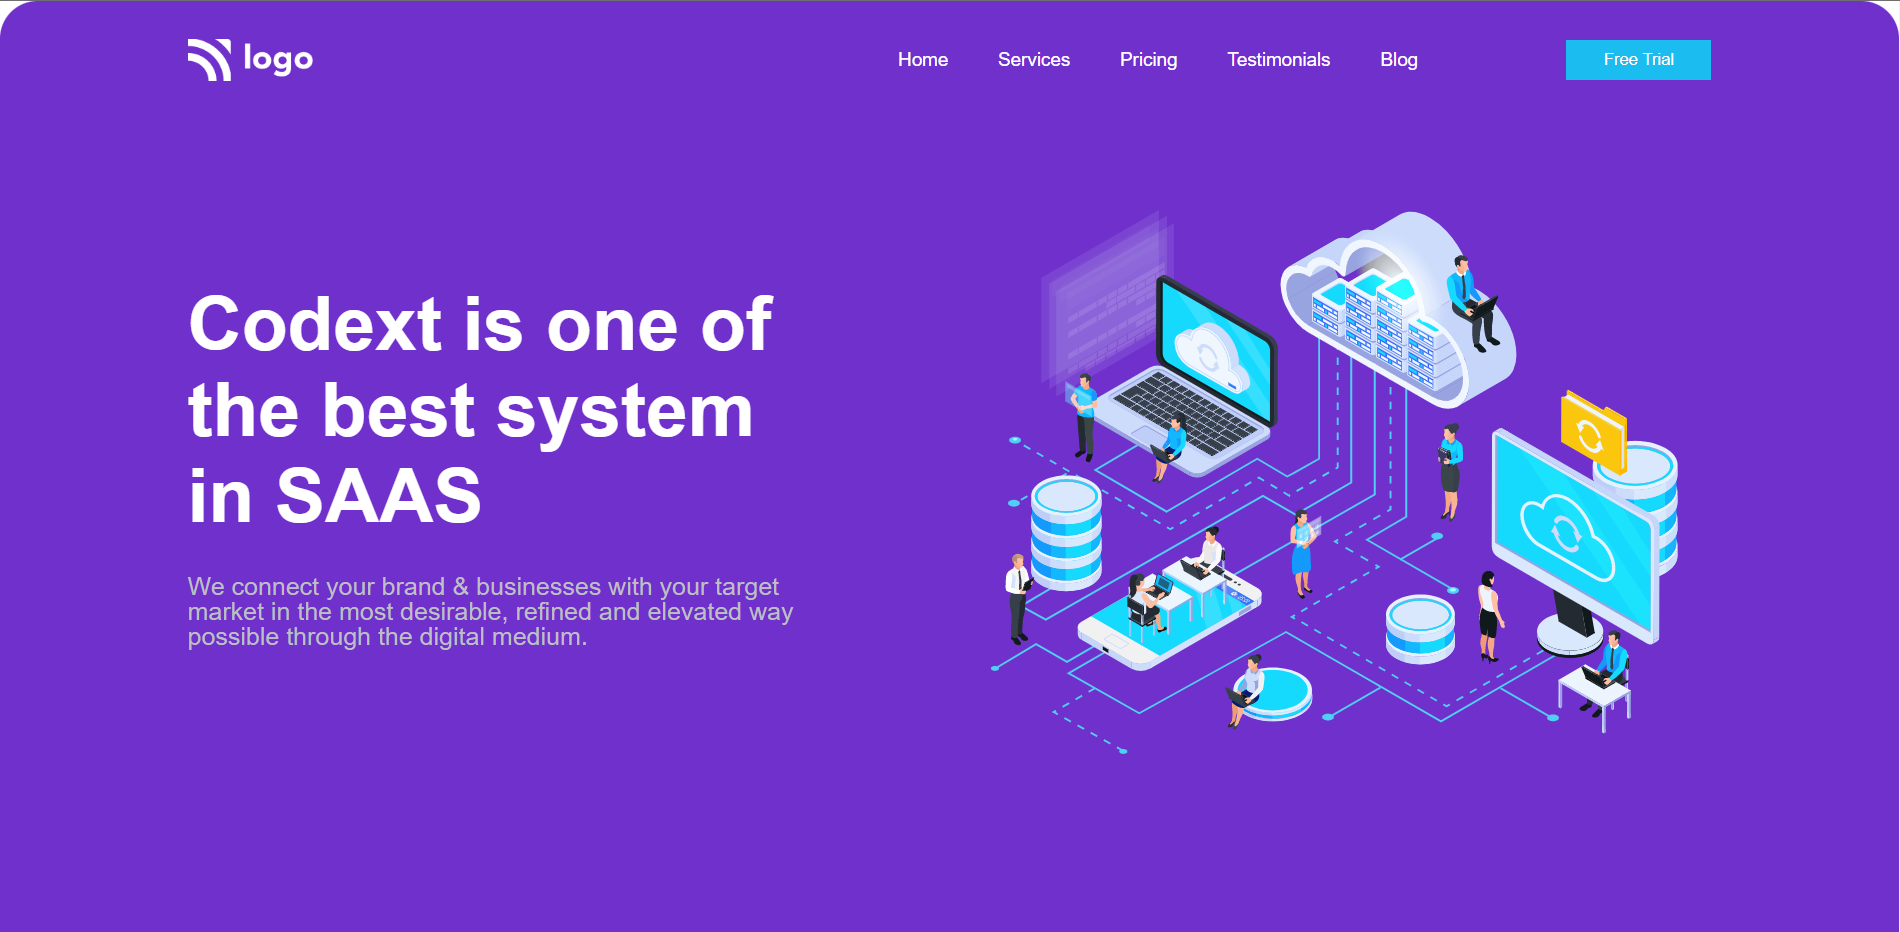 logo
Home
Services
Pricing
Testimonials
Blog
Free Trial
Codext is one of
the best system
in SAAS
We connect your brand & businesses with your target
market in the most desirable, refined and elevated way
possible through the digital medium.